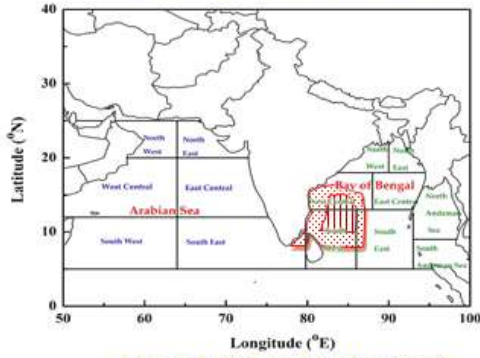 40
30
20
10
0
Latitude (°N)
North
West
North
East
North
West
North
East
West Central
East Central
Bay of Bengal
East Central
Arabian Sea
North
Andaman
Sea
South West
South East
South
East
South
Andaman Sea
50
60
70
80
90
100
Longitude (°E)